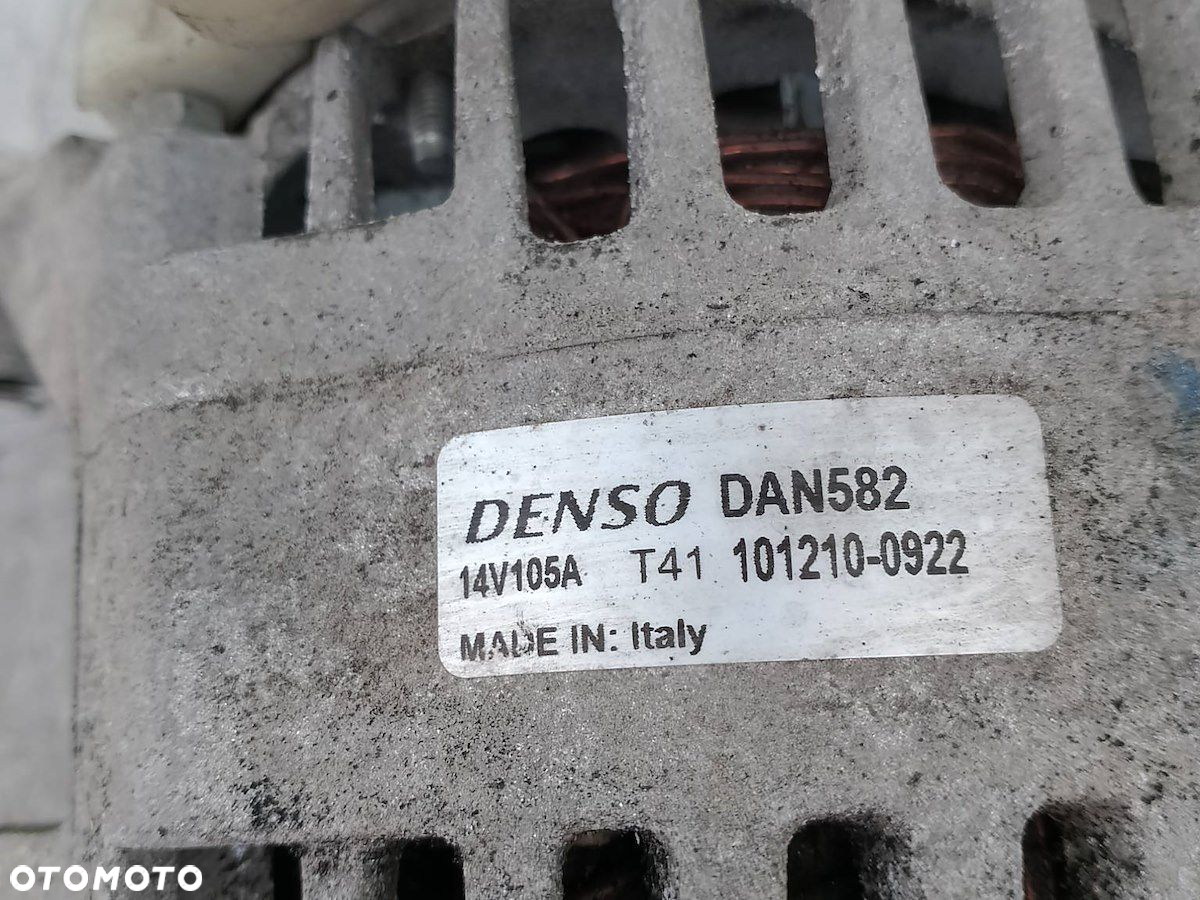 DENSO DAN582
14V105A T41 101210-0922
MADE IN: Italy
OTOMOTO